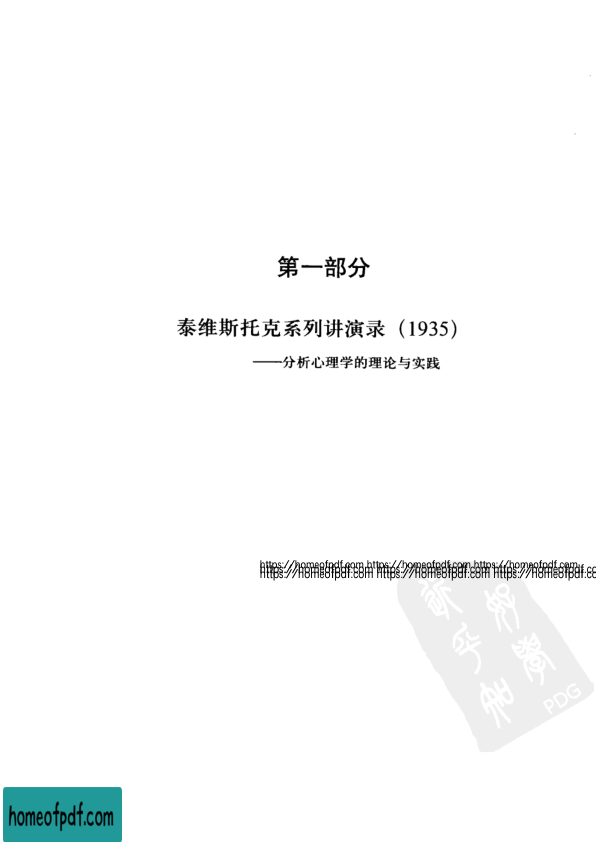 第一部分
泰维斯托克系列讲演录（1935）
——分析心理学的理论与实践
https://homeofpdf.com https://homeofpdf.com https://homeofpdf.com
https://homeofpdf.com https://homeofpdf.com https://homeofpdf.co
PDG
homeofpdf.com